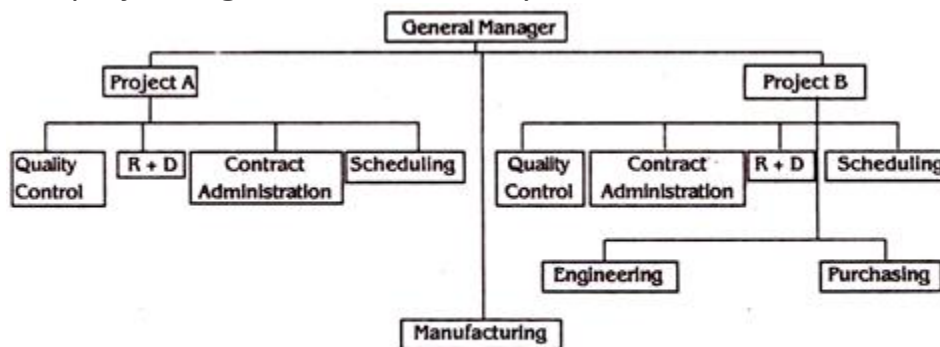 General Manager
Project A
Project B
Quality Control
R + D
Contract Administration
Scheduling
Quality Control
Contract Administration
R + D
Scheduling
Engineering
Purchasing
Manufacturing